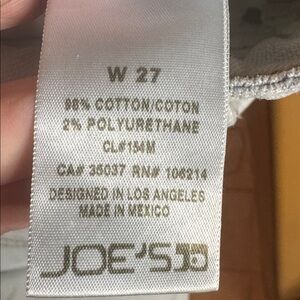 W 27
98% COTTON/COTON
2% POLYURETHANE
CL#154M
CA# 35037 RN# 106214
DESIGNED IN LOS ANGELES
MADE IN MEXICO
JOE'S